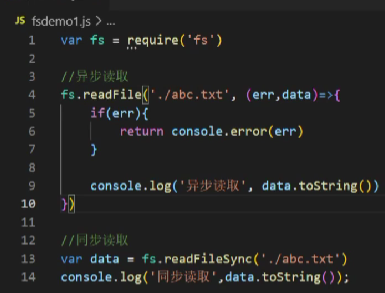 JS fsdemo1.js > ...
1 var fs = require('fs')
2
3 //异步读取
4 fs.readFile('./abc.txt', (err,data)=>{
5 if(err){
6 return console.error(err)
7 }
8
9 console.log('异步读取', data.toString())
10 })
11
12 //同步读取
13 var data = fs.readFileSync('./abc.txt')
14 console.log('同步读取',data.toString());